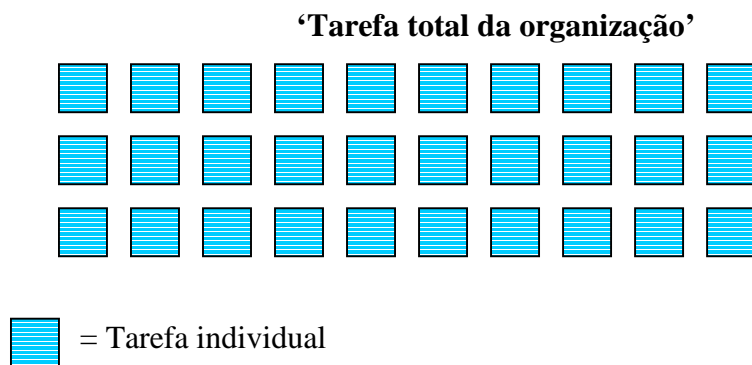 ‘Tarefa total da organização’
= Tarefa individual